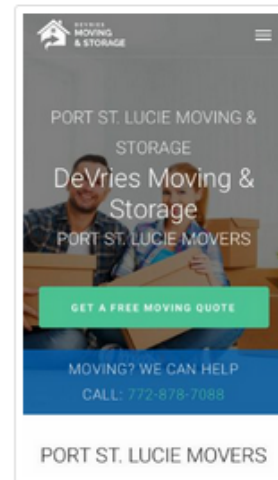 DEVRIES
MOVING
& STORAGE
PORT ST. LUCIE MOVING &
STORAGE
DeVries Moving &
Storage
PORT ST. LUCIE MOVERS
GET A FREE MOVING QUOTE
MOVING? WE CAN HELP
CALL: 772-878-7088
PORT ST. LUCIE MOVERS